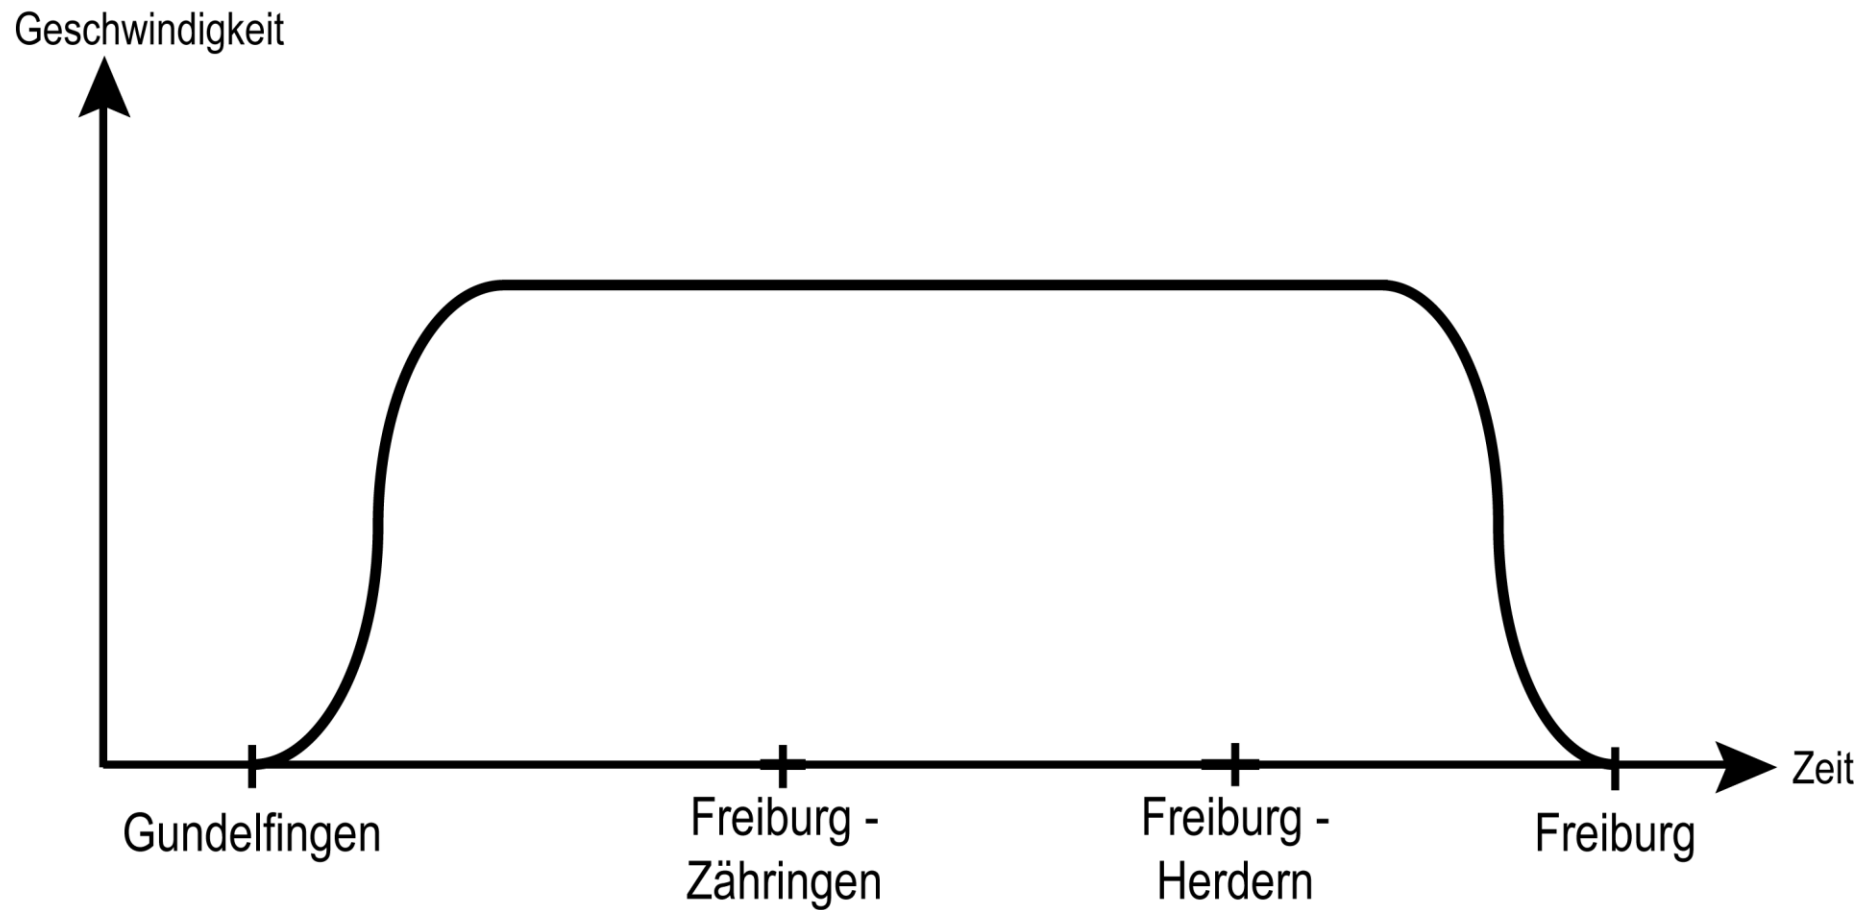 Geschwindigkeit
Zeit
Gundelfingen
Freiburg -
Zähringen
Freiburg -
Herdern
Freiburg